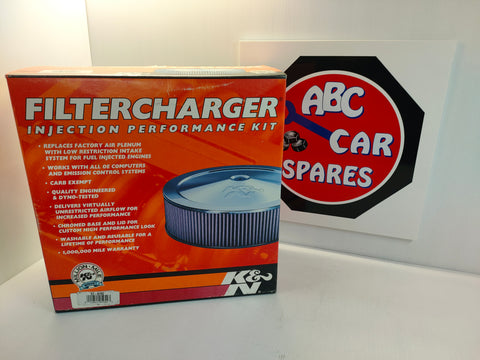 FILTERCHARGER
INJECTION PERFORMANCE KIT
• REPLACES FACTORY AIR PLENUM
WITH LOW RESTRICTION INTAKE
SYSTEM FOR FUEL INJECTED ENGINES
• WORKS WITH ALL OE COMPUTERS
AND EMISSION CONTROL SYSTEMS
• CARB EXEMPT
• QUALITY ENGINEERED
& DYNO-TESTED
• DELIVERS VIRTUALLY
UNRESTRICTED AIRFLOW FOR
INCREASED PERFORMANCE
• CHROMED BASE AND LID FOR
CUSTOM HIGH PERFORMANCE LOOK
• WASHABLE AND REUSABLE FOR A
LIFETIME OF PERFORMANCE
• 1,000,000 MILE WARRANTY
K&N
K&N
ABC
CAR
SPARES